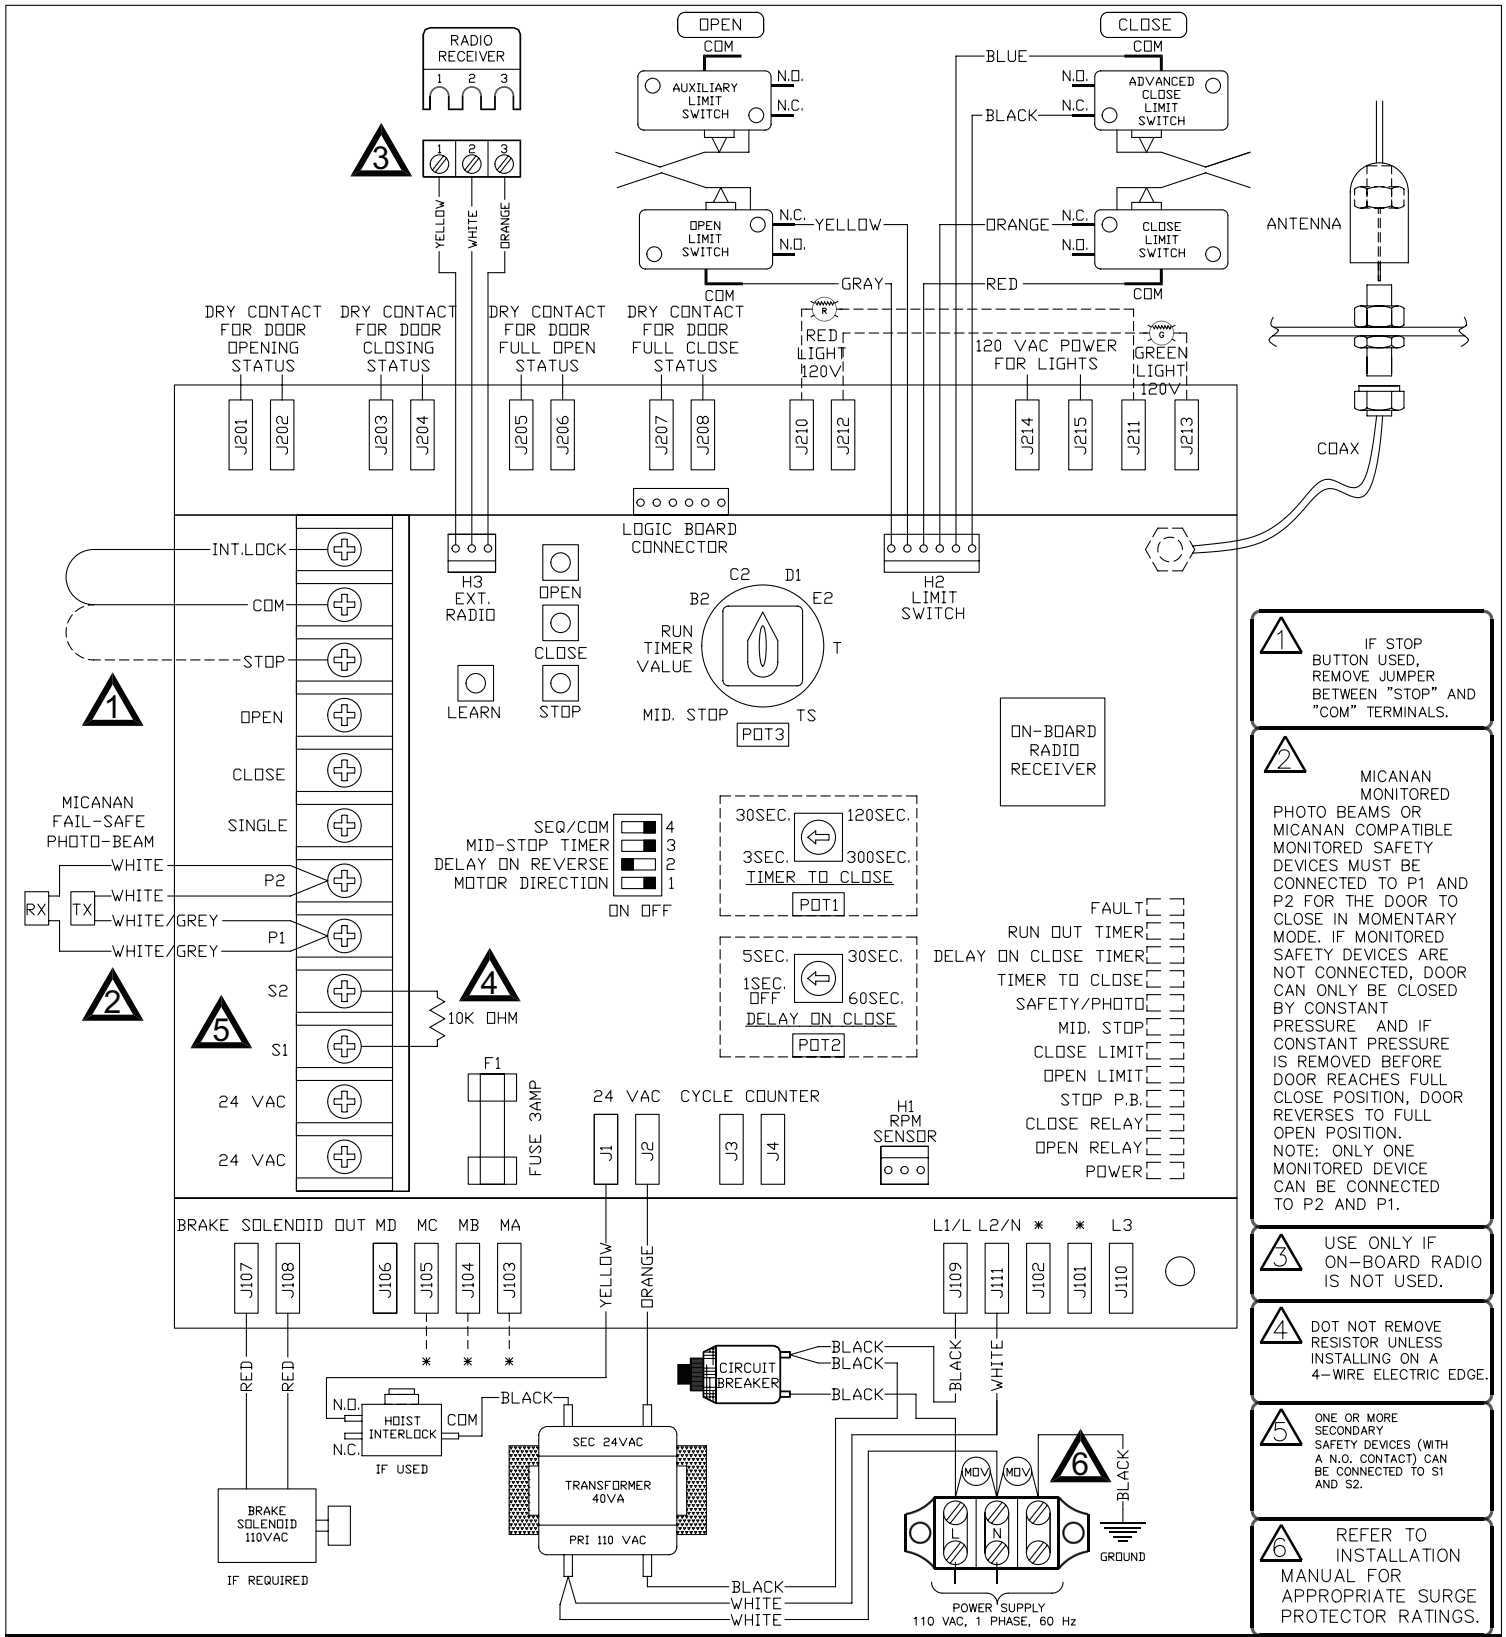 OPEN
CLOSE
RADIO
RECEIVER
1 2 3
COM
N.O.
N.C.
AUXILIARY
LIMIT
SWITCH
BLUE
COM
N.O.
N.C.
BLACK
ADVANCED
CLOSE
LIMIT
SWITCH
3
1 2 3
YELLOW
WHITE
ORANGE
OPEN
LIMIT
SWITCH
N.C.
N.O.
YELLOW
COM
GRAY
ORANGE
N.C.
N.O.
CLOSE
LIMIT
SWITCH
RED
COM
ANTENNA
COAX
DRY CONTACT
FOR DOOR
OPENING
STATUS
DRY CONTACT
FOR DOOR
CLOSING
STATUS
DRY CONTACT
FOR DOOR
FULL OPEN
STATUS
DRY CONTACT
FOR DOOR
FULL CLOSE
STATUS
R
RED
LIGHT
120V
120 VAC POWER
FOR LIGHTS
G
GREEN
LIGHT
120V
J201 J202 J203 J204 J205 J206 J207 J208 J210 J212 J214 J215 J211 J213
LOGIC BOARD
CONNECTOR
INT.LOCK
COM
STOP
OPEN
CLOSE
SINGLE
P2
P1
S2
S1
24 VAC
24 VAC
1
H3
EXT.
RADIO
OPEN
CLOSE
STOP
LEARN
H2
LIMIT
SWITCH
B2 C2 D1 E2
T
TS
RUN
TIMER
VALUE
MID. STOP
POT3
ON-BOARD
RADIO
RECEIVER
MICANAN
FAIL-SAFE
PHOTO-BEAM
WHITE
WHITE
WHITE/GREY
WHITE/GREY
RX TX
2
5
4
10K OHM
SEQ/COM 4
MID-STOP TIMER 3
DELAY ON REVERSE 2
MOTOR DIRECTION 1
ON OFF
30SEC. 120SEC.
3SEC. 300SEC.
TIMER TO CLOSE
POT1
5SEC. 30SEC.
1SEC.
OFF 60SEC.
DELAY ON CLOSE
POT2
FAULT
RUN OUT TIMER
DELAY ON CLOSE TIMER
TIMER TO CLOSE
SAFETY/PHOTO
MID. STOP
CLOSE LIMIT
OPEN LIMIT
STOP P.B.
CLOSE RELAY
OPEN RELAY
POWER
F1
FUSE 3AMP
24 VAC
J1 J2
CYCLE COUNTER
J3 J4
H1
RPM
SENSOR
BRAKE SOLENOID OUT MD MC MB MA
J107 J108 J106 J105 J104 J103
* * *
L1/L L2/N * * L3
J109 J111 J102 J101 J110
YELLOW
ORANGE
RED RED
N.O.
N.C.
HOIST
INTERLOCK
COM
IF USED
BLACK
BRAKE
SOLENOID
110VAC
IF REQUIRED
SEC 24VAC
TRANSFORMER
40VA
PRI 110 VAC
CIRCUIT
BREAKER
BLACK
BLACK
BLACK
BLACK
WHITE
BLACK
WHITE
WHITE
MOV MOV
6
BLACK
L N
GROUND
POWER SUPPLY
110 VAC, 1 PHASE, 60 Hz
1
IF STOP
BUTTON USED,
REMOVE JUMPER
BETWEEN "STOP" AND
"COM" TERMINALS.
2
MICANAN
MONITORED
PHOTO BEAMS OR
MICANAN COMPATIBLE
MONITORED SAFETY
DEVICES MUST BE
CONNECTED TO P1 AND
P2 FOR THE DOOR TO
CLOSE IN MOMENTARY
MODE. IF MONITORED
SAFETY DEVICES ARE
NOT CONNECTED, DOOR
CAN ONLY BE CLOSED
BY CONSTANT
PRESSURE AND IF
CONSTANT PRESSURE
IS REMOVED BEFORE
DOOR REACHES FULL
CLOSE POSITION, DOOR
REVERSES TO FULL
OPEN POSITION.
NOTE: ONLY ONE
MONITORED DEVICE
CAN BE CONNECTED
TO P2 AND P1.
3
USE ONLY IF
ON-BOARD RADIO
IS NOT USED.
4
DOT NOT REMOVE
RESISTOR UNLESS
INSTALLING ON A
4-WIRE ELECTRIC EDGE.
5
ONE OR MORE
SECONDARY
SAFETY DEVICES (WITH
A N.O. CONTACT) CAN
BE CONNECTED TO S1
AND S2.
6
REFER TO
INSTALLATION
MANUAL FOR
APPROPRIATE SURGE
PROTECTOR RATINGS.